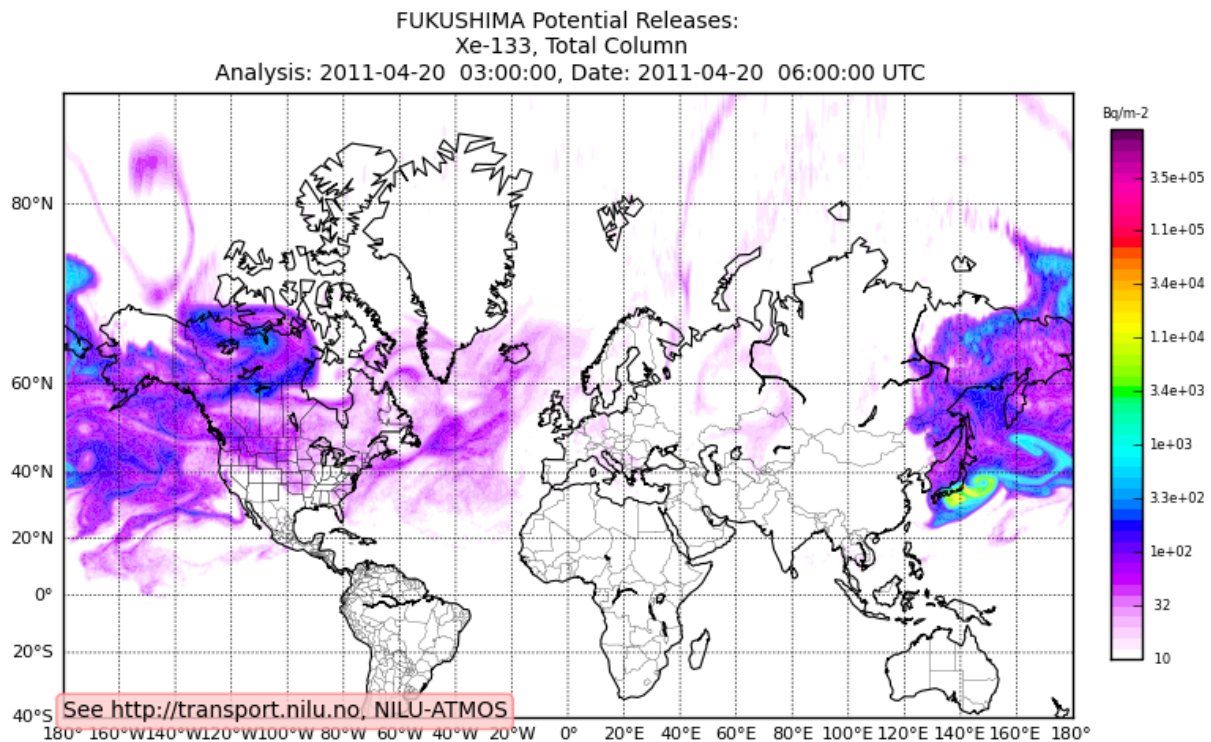 FUKUSHIMA Potential Releases:
Xe-133, Total Column
Analysis: 2011-04-20 03:00:00, Date: 2011-04-20 06:00:00 UTC
Bq/m-2
3.5e+05
1.1e+05
3.4e+04
1.1e+04
3.4e+03
1e+03
3.3e+02
1e+02
32
10
80°N
60°N
40°N
20°N
0°
20°S
40°S
See http://transport.nilu.no, NILU-ATMOS
180° 160°W 140°W 120°W 100°W 80°W 60°W 40°W 20°W 0° 20°E 40°E 60°E 80°E 100°E 120°E 140°E 160°E 180°